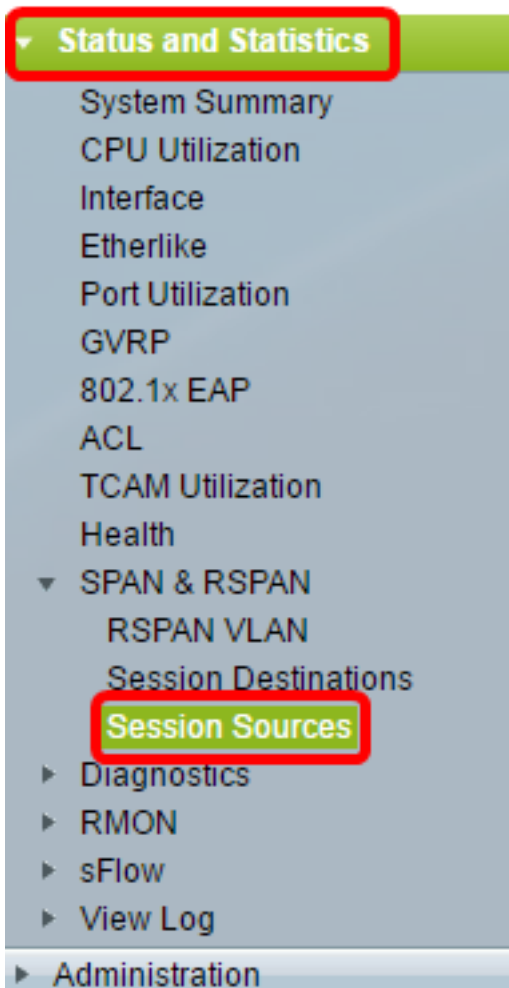 Status and Statistics
System Summary
CPU Utilization
Interface
Etherlike
Port Utilization
GVRP
802.1x EAP
ACL
TCAM Utilization
Health
SPAN & RSPAN
RSPAN VLAN
Session Destinations
Session Sources
Diagnostics
RMON
sFlow
View Log
Administration